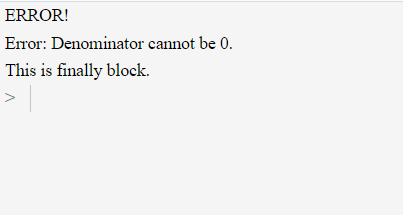 ERROR!
Error: Denominator cannot be 0.
This is finally block.
>